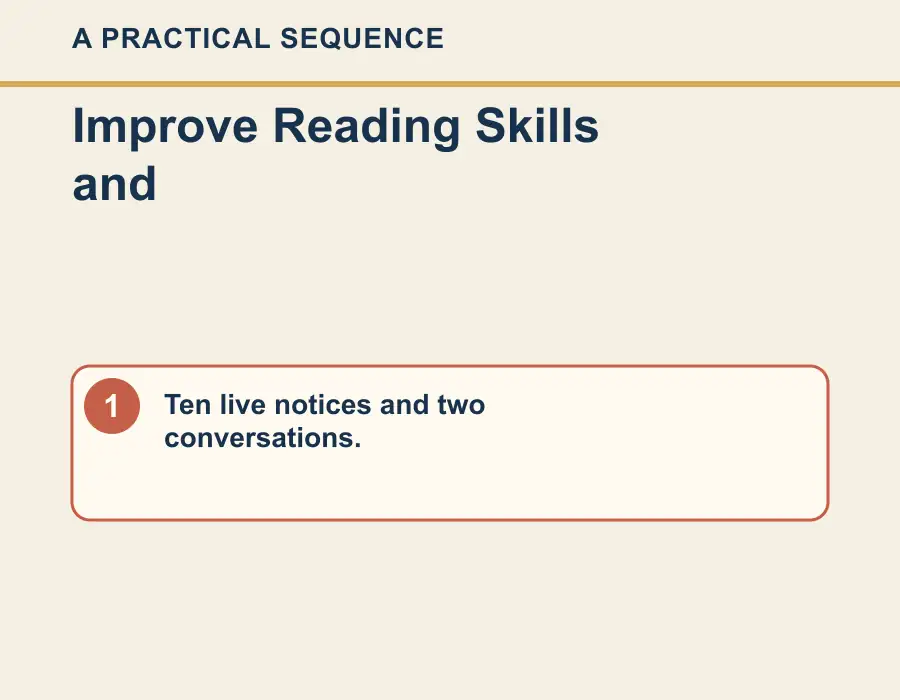 A PRACTICAL SEQUENCE
Improve Reading Skills
and
1
Ten live notices and two
conversations.